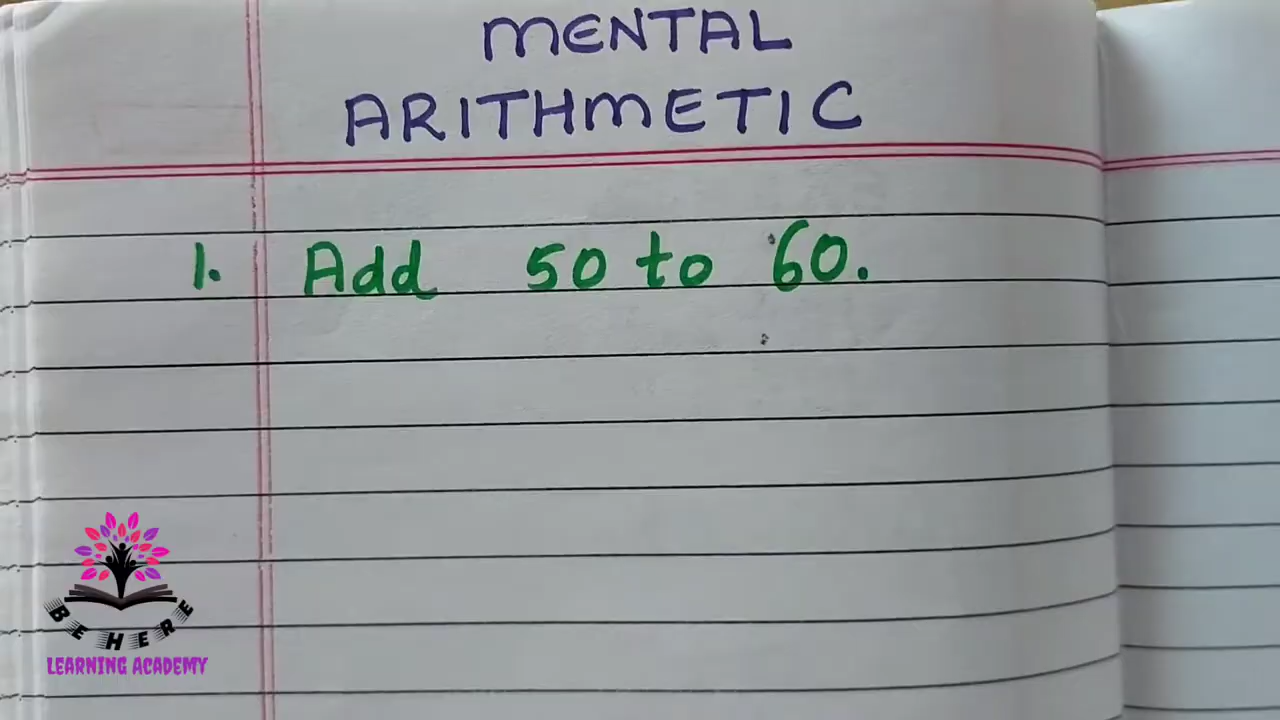 MENTAL
ARITHMETIC
1. Add 50 to 60.
BEHERE
LEARNING ACADEMY